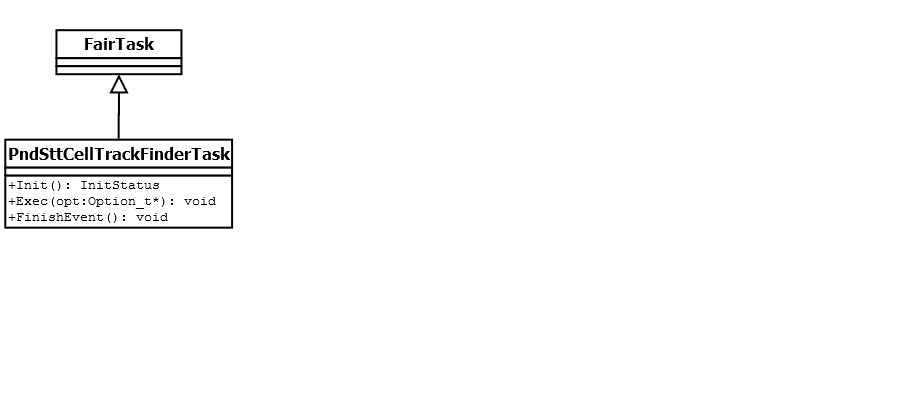 FairTask
PndSttCellTrackFinderTask
+Init(): InitStatus
+Exec(opt:Option_t*): void
+FinishEvent(): void